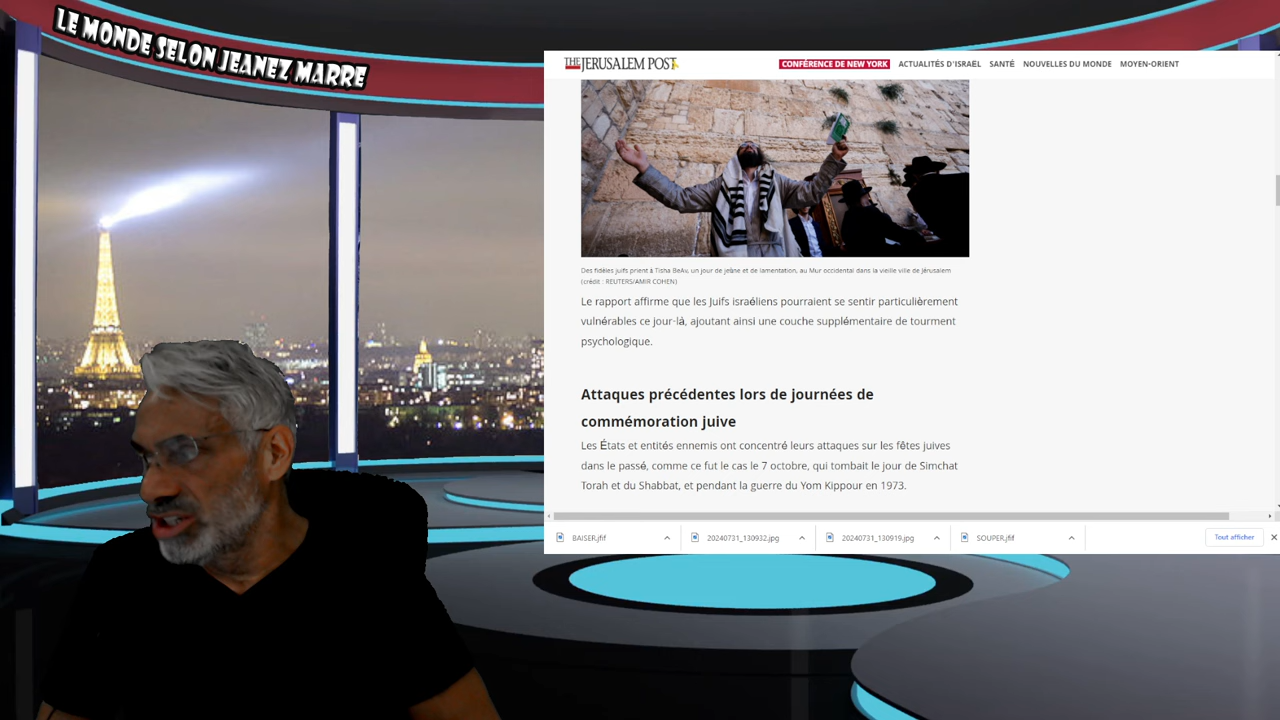 LE MONDE SELON JEANEZ MARRE
THE JERUSALEM POST
CONFÉRENCE DE NEW YORK ACTUALITÉS D'ISRAËL SANTÉ NOUVELLES DU MONDE MOYEN-ORIENT
Des fidèles juifs prient à Tisha BeAv, un jour de jeûne et de lamentation, au Mur occidental dans la vieille ville de Jérusalem
(crédit : REUTERS/AMIR COHEN)
Le rapport affirme que les Juifs israéliens pourraient se sentir particulièrement
vulnérables ce jour-là, ajoutant ainsi une couche supplémentaire de tourment
psychologique.
Attaques précédentes lors de journées de
commémoration juive
Les États et entités ennemis ont concentré leurs attaques sur les fêtes juives
dans le passé, comme ce fut le cas le 7 octobre, qui tombait le jour de Simchat
Torah et du Shabbat, et pendant la guerre du Yom Kippour en 1973.
BAISER.jfif 20240731_130932.jpg 20240731_130919.jpg SOUPER.jfif Tout afficher